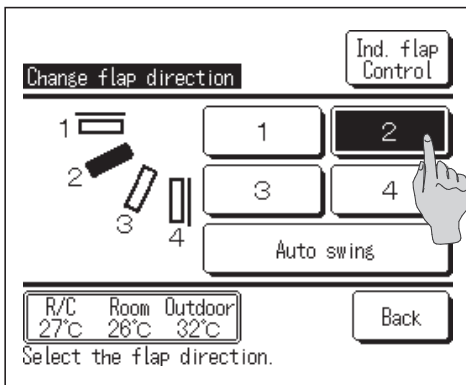 Ind. flap
Control
Change flap direction
1
2
3
4
1
2
3
4
Auto swing
R/C Room Outdoor
27°C 26°C 32°C
Back
Select the flap direction.